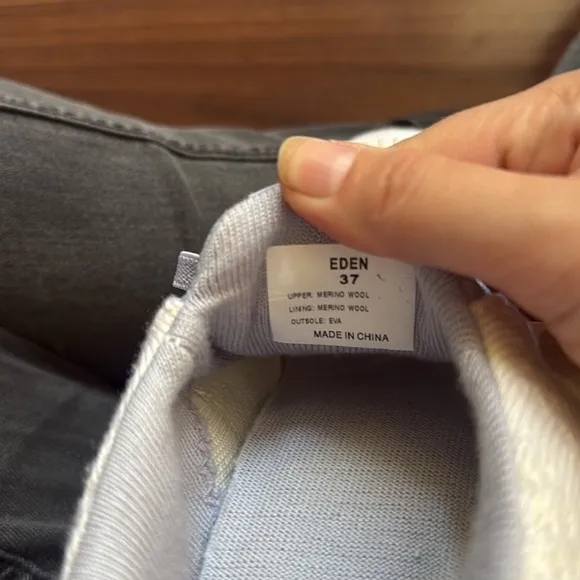 EDEN
37
UPPER: MERINO WOOL
LINING: MERINO WOOL
OUTSOLE: EVA
MADE IN CHINA